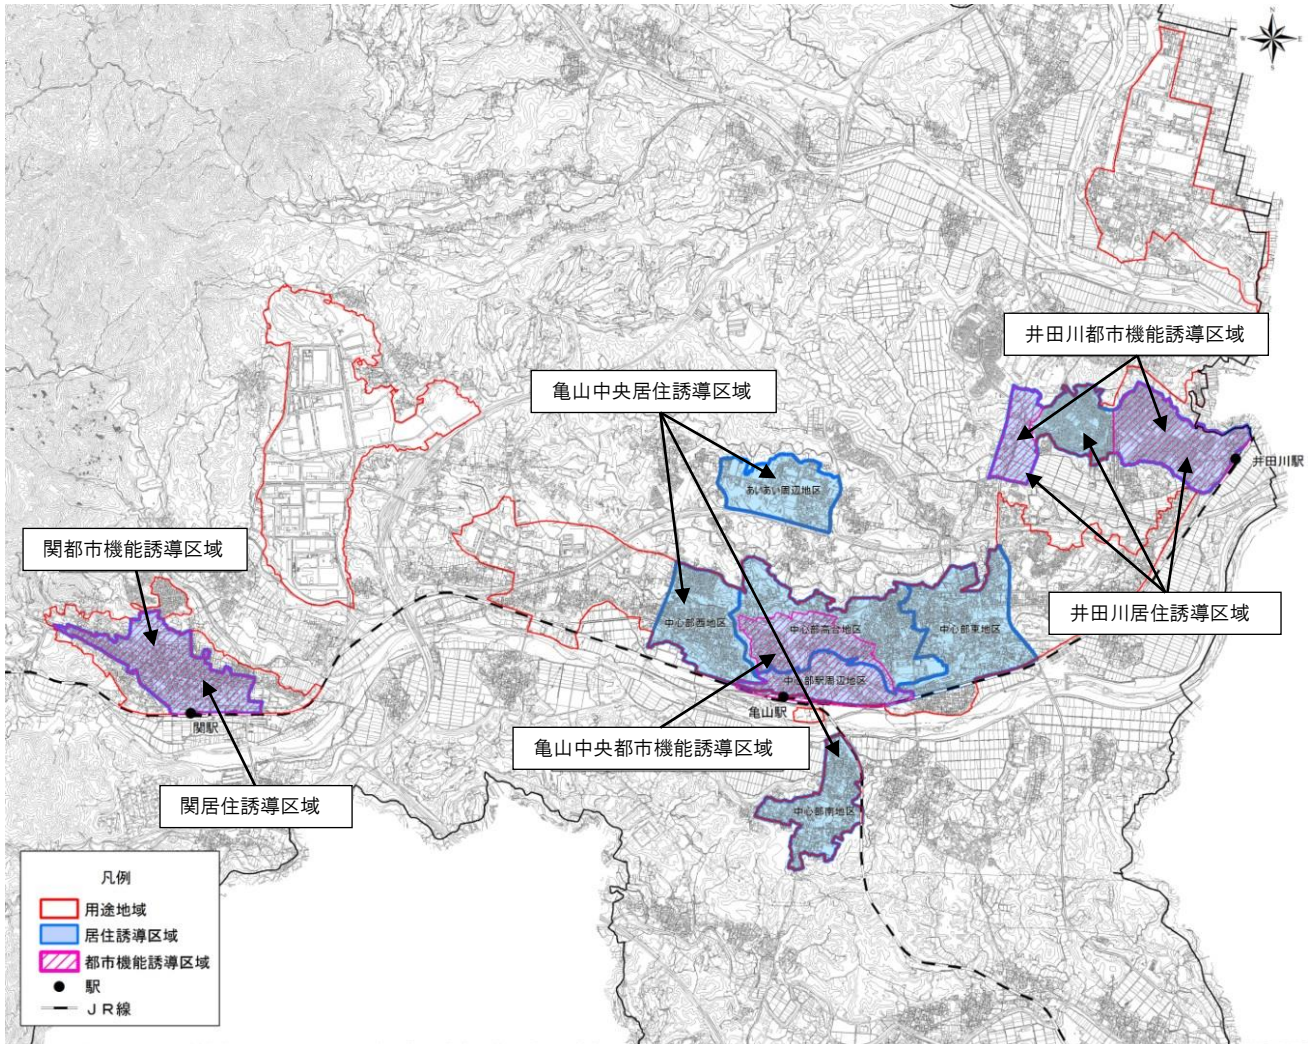 N
W
E
S
井田川都市機能誘導区域
亀山中央居住誘導区域
井田川駅
あいあい周辺地区
関都市機能誘導区域
井田川居住誘導区域
中心部西地区
中心部高台地区
中心部東地区
中心部駅周辺地区
亀山駅
関駅
亀山中央都市機能誘導区域
関居住誘導区域
中心部南地区
凡例
用途地域
居住誘導区域
都市機能誘導区域
駅
JR線